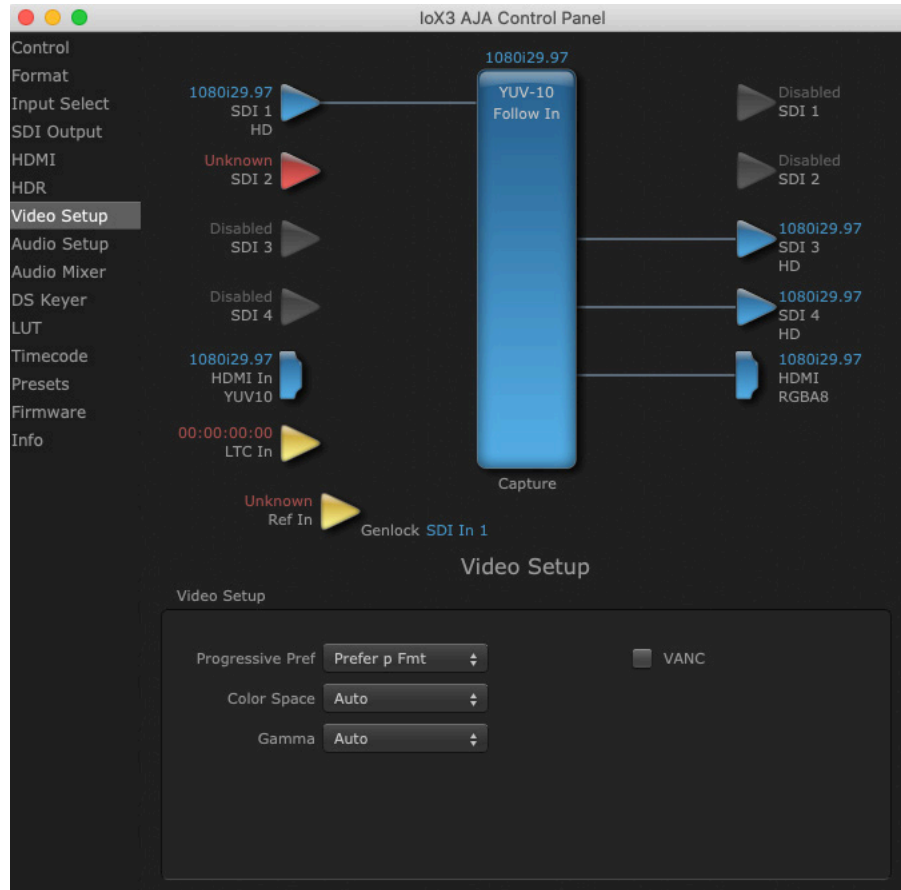 IoX3 AJA Control Panel
Control
Format
Input Select
SDI Output
HDMI
HDR
Video Setup
Audio Setup
Audio Mixer
DS Keyer
LUT
Timecode
Presets
Firmware
Info
1080i29.97
SDI 1
HD
Unknown
SDI 2
Disabled
SDI 3
Disabled
SDI 4
1080i29.97
HDMI In
YUV10
00:00:00:00
LTC In
Unknown
Ref In
Genlock SDI In 1
1080i29.97
YUV-10
Follow In
Capture
Disabled
SDI 1
Disabled
SDI 2
1080i29.97
SDI 3
HD
1080i29.97
SDI 4
HD
1080i29.97
HDMI
RGBA8
Video Setup
Video Setup
Progressive Pref Prefer p Fmt
VANC
Color Space Auto
Gamma Auto